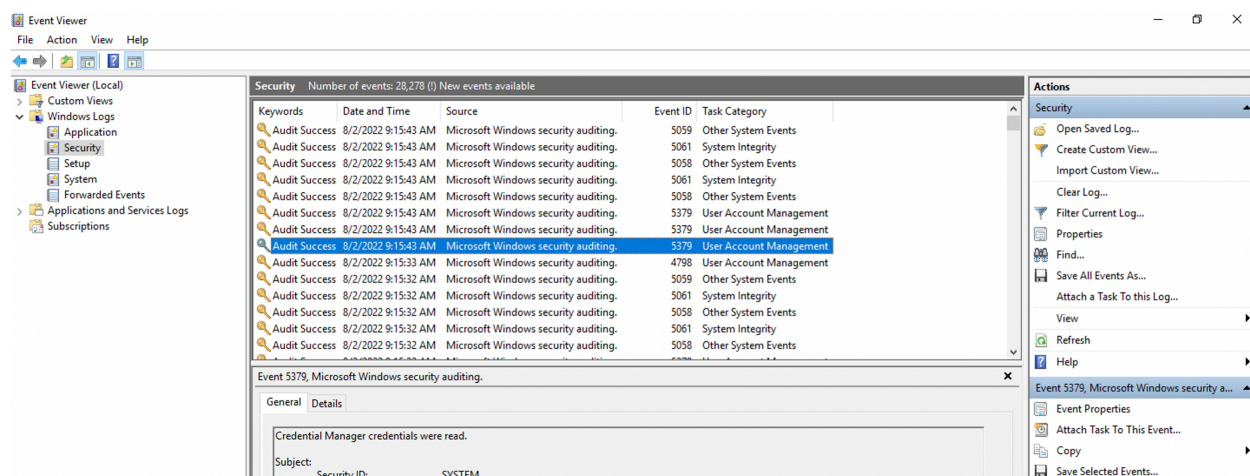 Event Viewer
File Action View Help
Event Viewer (Local)
Custom Views
Windows Logs
Application
Security
Setup
System
Forwarded Events
Applications and Services Logs
Subscriptions
Security Number of events: 28,278 (!) New events available
Keywords Date and Time Source Event ID Task Category
Audit Success 8/2/2022 9:15:43 AM Microsoft Windows security auditing. 5059 Other System Events
Audit Success 8/2/2022 9:15:43 AM Microsoft Windows security auditing. 5061 System Integrity
Audit Success 8/2/2022 9:15:43 AM Microsoft Windows security auditing. 5058 Other System Events
Audit Success 8/2/2022 9:15:43 AM Microsoft Windows security auditing. 5061 System Integrity
Audit Success 8/2/2022 9:15:43 AM Microsoft Windows security auditing. 5058 Other System Events
Audit Success 8/2/2022 9:15:43 AM Microsoft Windows security auditing. 5379 User Account Management
Audit Success 8/2/2022 9:15:43 AM Microsoft Windows security auditing. 5379 User Account Management
Audit Success 8/2/2022 9:15:43 AM Microsoft Windows security auditing. 5379 User Account Management
Audit Success 8/2/2022 9:15:33 AM Microsoft Windows security auditing. 4798 User Account Management
Audit Success 8/2/2022 9:15:32 AM Microsoft Windows security auditing. 5059 Other System Events
Audit Success 8/2/2022 9:15:32 AM Microsoft Windows security auditing. 5061 System Integrity
Audit Success 8/2/2022 9:15:32 AM Microsoft Windows security auditing. 5058 Other System Events
Audit Success 8/2/2022 9:15:32 AM Microsoft Windows security auditing. 5061 System Integrity
Audit Success 8/2/2022 9:15:32 AM Microsoft Windows security auditing. 5058 Other System Events
Event 5379, Microsoft Windows security auditing.
General Details
Credential Manager credentials were read.
Subject:
Security ID: SYSTEM
Actions
Security
Open Saved Log...
Create Custom View...
Import Custom View...
Clear Log...
Filter Current Log...
Properties
Find...
Save All Events As...
Attach a Task To this Log...
View
Refresh
Help
Event 5379, Microsoft Windows security a...
Event Properties
Attach Task To This Event...
Copy
Save Selected Events...